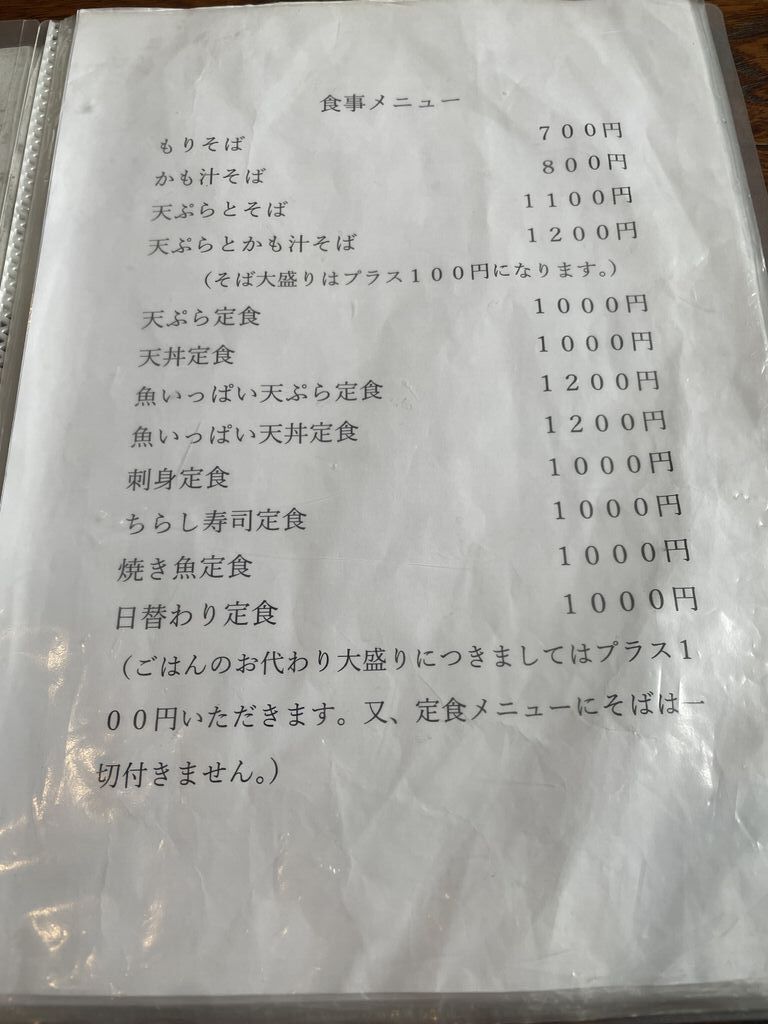 食事メニュー
もりそば ７００円
かも汁そば ８００円
天ぷらとそば １１００円
天ぷらとかも汁そば １２００円
（そば大盛りはプラス１００円になります。）
天ぷら定食 １０００円
天丼定食 １０００円
魚いっぱい天ぷら定食 １２００円
魚いっぱい天丼定食 １２００円
刺身定食 １０００円
ちらし寿司定食 １０００円
焼き魚定食 １０００円
日替わり定食 １０００円
（ごはんのお代わり大盛りにつきましてはプラス１
００円いただきます。又、定食メニューにそばは一
切付きません。）